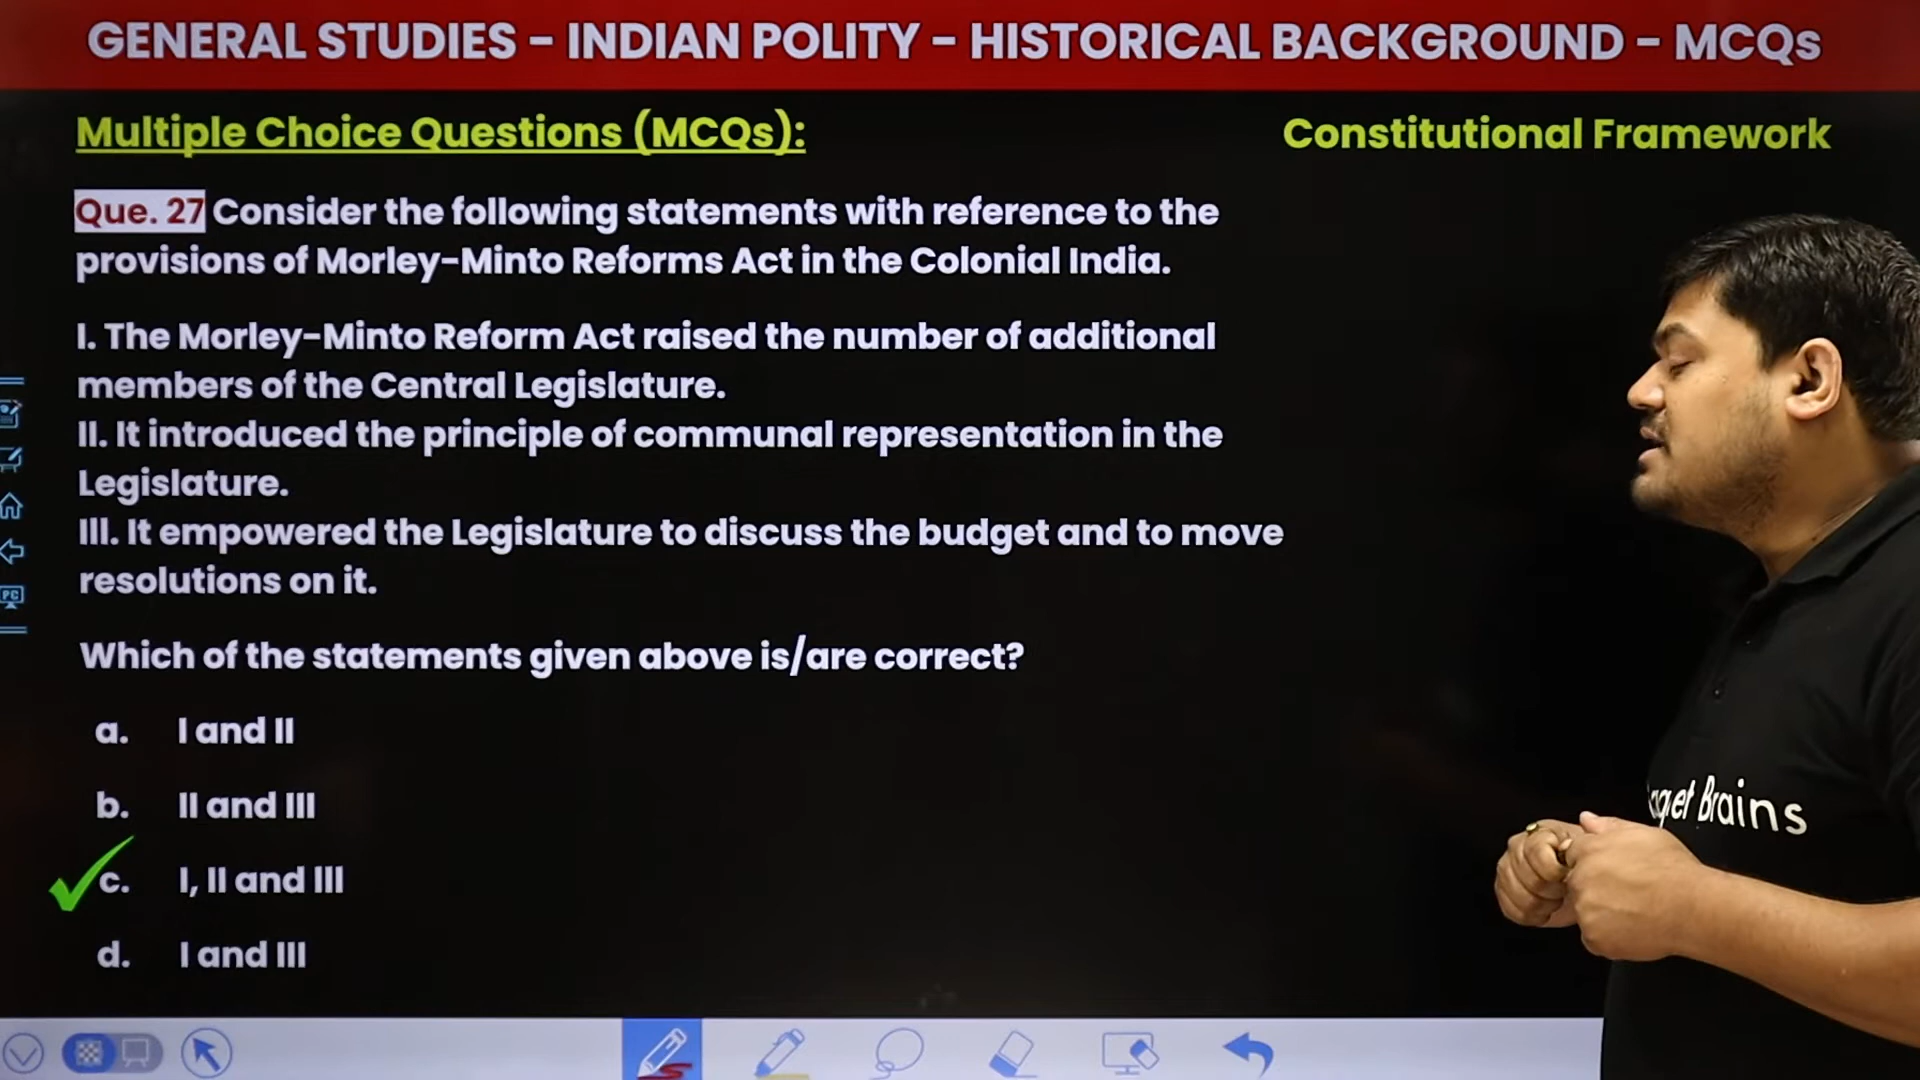 GENERAL STUDIES - INDIAN POLITY - HISTORICAL BACKGROUND - MCQs
Multiple Choice Questions (MCQs):
Constitutional Framework
Que. 27 Consider the following statements with reference to the
provisions of Morley-Minto Reforms Act in the Colonial India.
I. The Morley-Minto Reform Act raised the number of additional
members of the Central Legislature.
II. It introduced the principle of communal representation in the
Legislature.
III. It empowered the Legislature to discuss the budget and to move
resolutions on it.
Which of the statements given above is/are correct?
a. I and II
b. II and III
c. I, II and III
d. I and III
Brains
PC